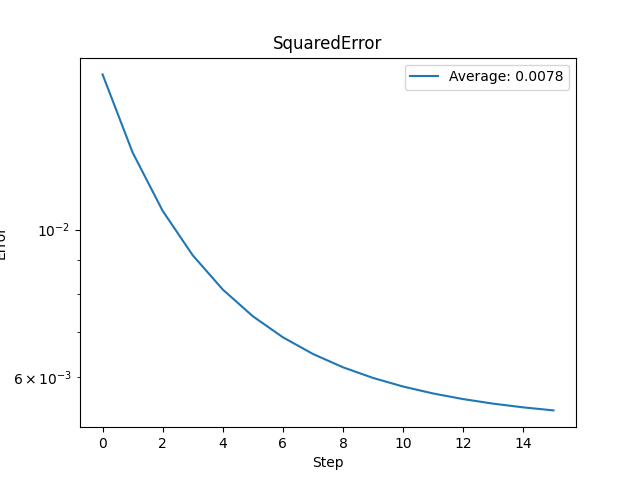 SquaredError
Average: 0.0078
Error
10⁻²
6 × 10⁻³
0 2 4 6 8 10 12 14
Step